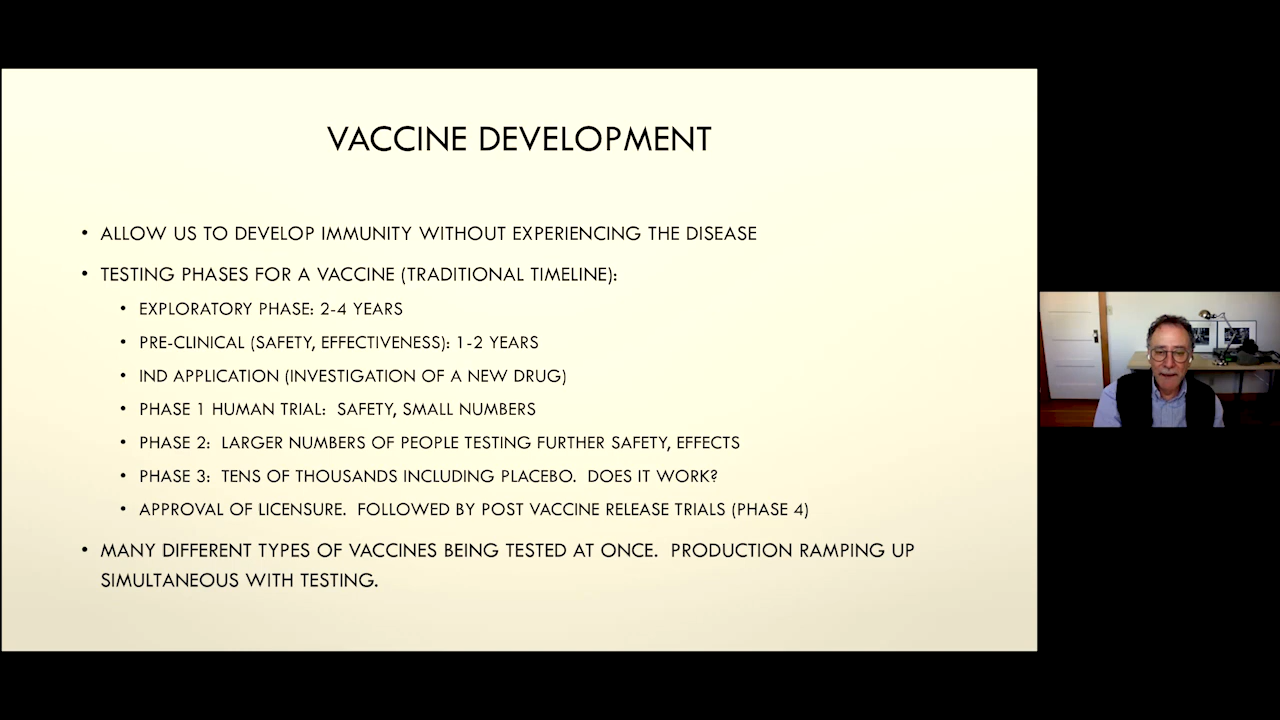 VACCINE DEVELOPMENT
• ALLOW US TO DEVELOP IMMUNITY WITHOUT EXPERIENCING THE DISEASE
• TESTING PHASES FOR A VACCINE (TRADITIONAL TIMELINE):
• EXPLORATORY PHASE: 2-4 YEARS
• PRE-CLINICAL (SAFETY, EFFECTIVENESS): 1-2 YEARS
• IND APPLICATION (INVESTIGATION OF A NEW DRUG)
• PHASE 1 HUMAN TRIAL: SAFETY, SMALL NUMBERS
• PHASE 2: LARGER NUMBERS OF PEOPLE TESTING FURTHER SAFETY, EFFECTS
• PHASE 3: TENS OF THOUSANDS INCLUDING PLACEBO. DOES IT WORK?
• APPROVAL OF LICENSURE. FOLLOWED BY POST VACCINE RELEASE TRIALS (PHASE 4)
• MANY DIFFERENT TYPES OF VACCINES BEING TESTED AT ONCE. PRODUCTION RAMPING UP
SIMULTANEOUS WITH TESTING.